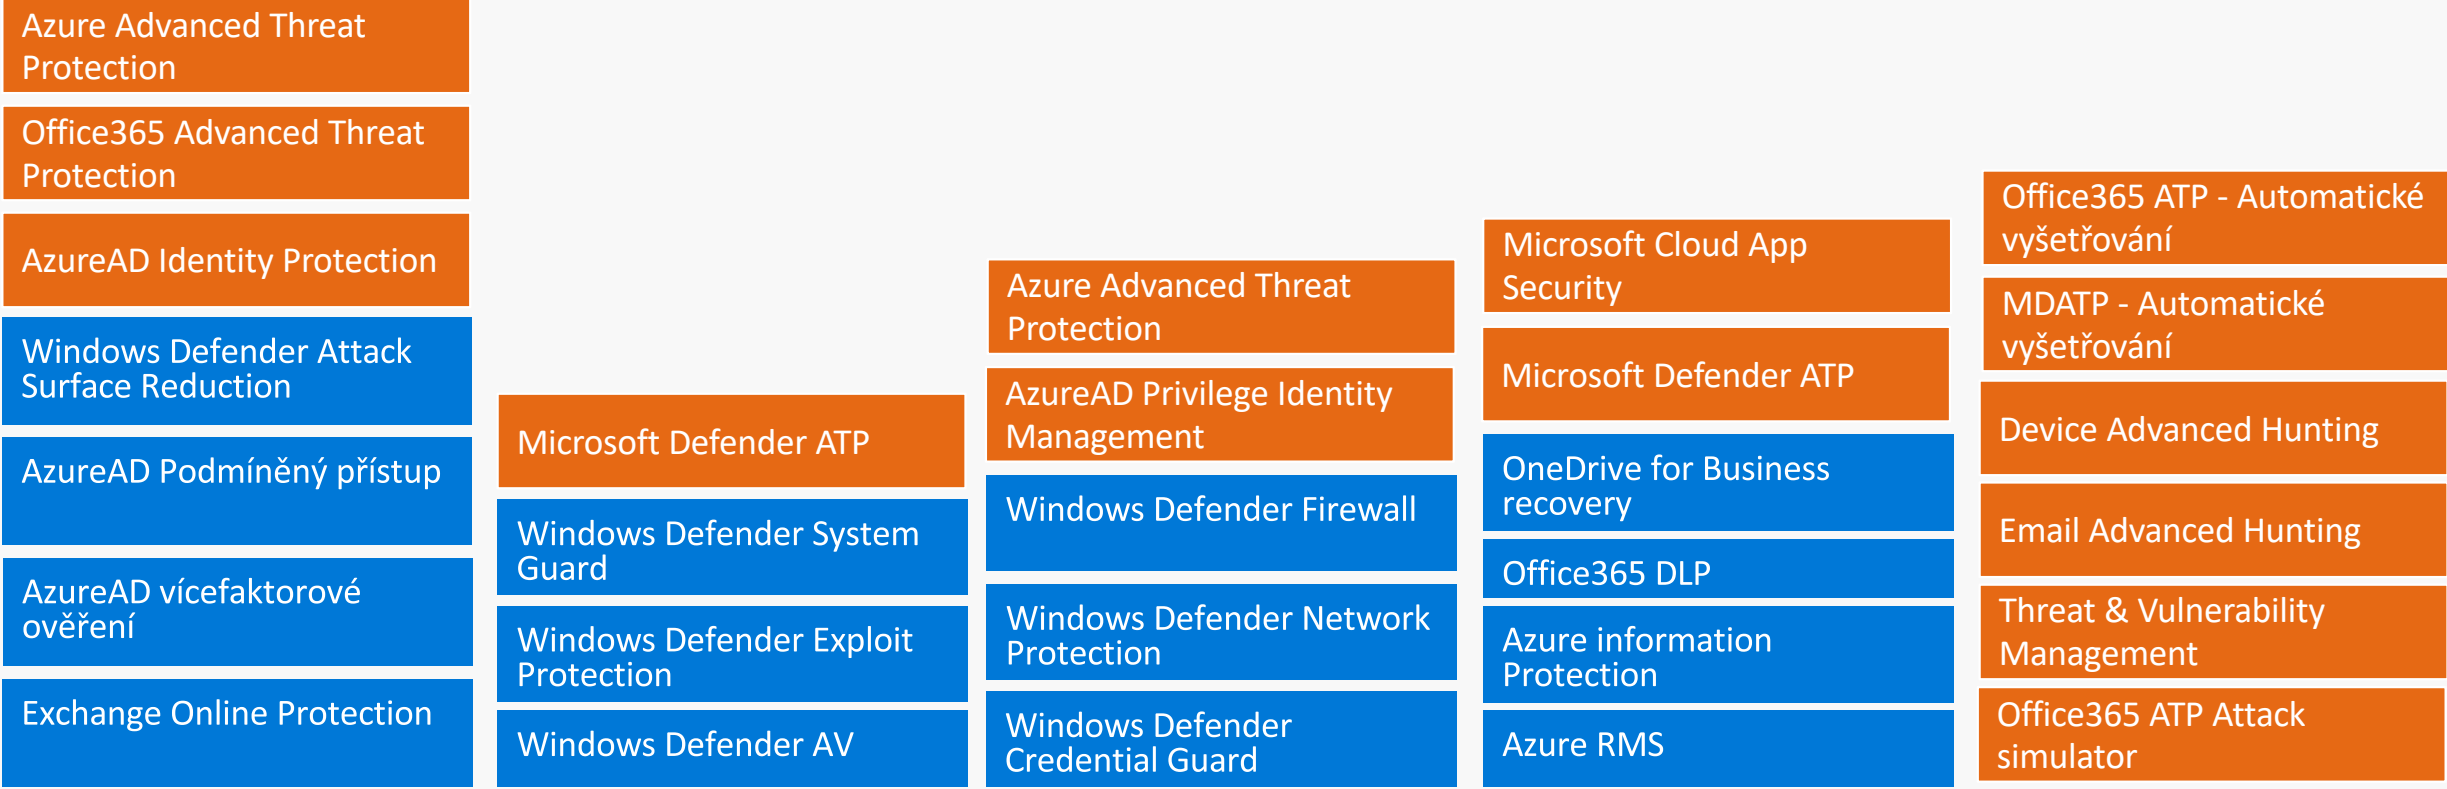 Azure Advanced Threat
Protection
Office365 Advanced Threat
Protection
AzureAD Identity Protection
Windows Defender Attack
Surface Reduction
AzureAD Podmíněný přístup
AzureAD vícefaktorové
ověření
Exchange Online Protection
Microsoft Defender ATP
Windows Defender System
Guard
Windows Defender Exploit
Protection
Windows Defender AV
Azure Advanced Threat
Protection
AzureAD Privilege Identity
Management
Windows Defender Firewall
Windows Defender Network
Protection
Windows Defender
Credential Guard
Microsoft Cloud App
Security
Microsoft Defender ATP
OneDrive for Business
recovery
Office365 DLP
Azure information
Protection
Azure RMS
Office365 ATP - Automatické
vyšetřování
MDATP - Automatické
vyšetřování
Device Advanced Hunting
Email Advanced Hunting
Threat & Vulnerability
Management
Office365 ATP Attack
simulator